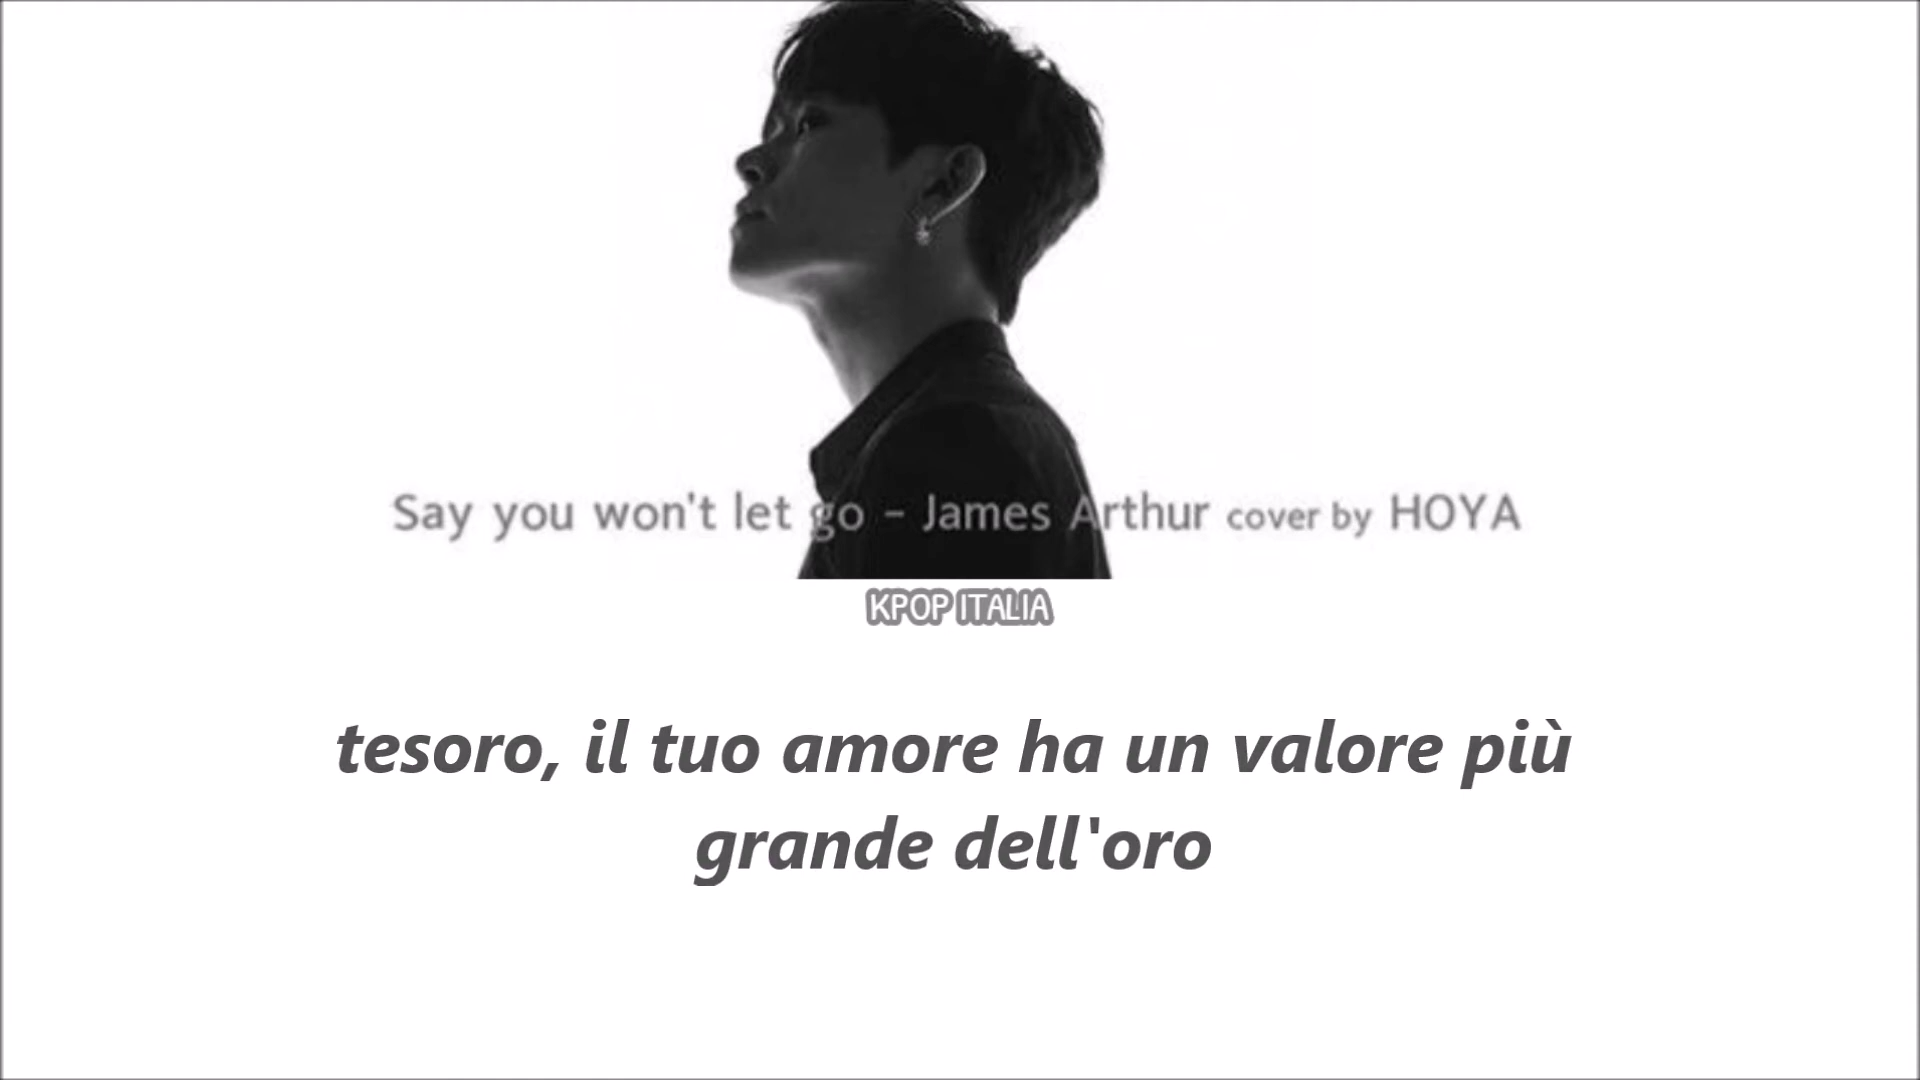 Say you won't let go - James Arthur cover by HOYA
KPOP ITALIA
tesoro, il tuo amore ha un valore più
grande dell'oro